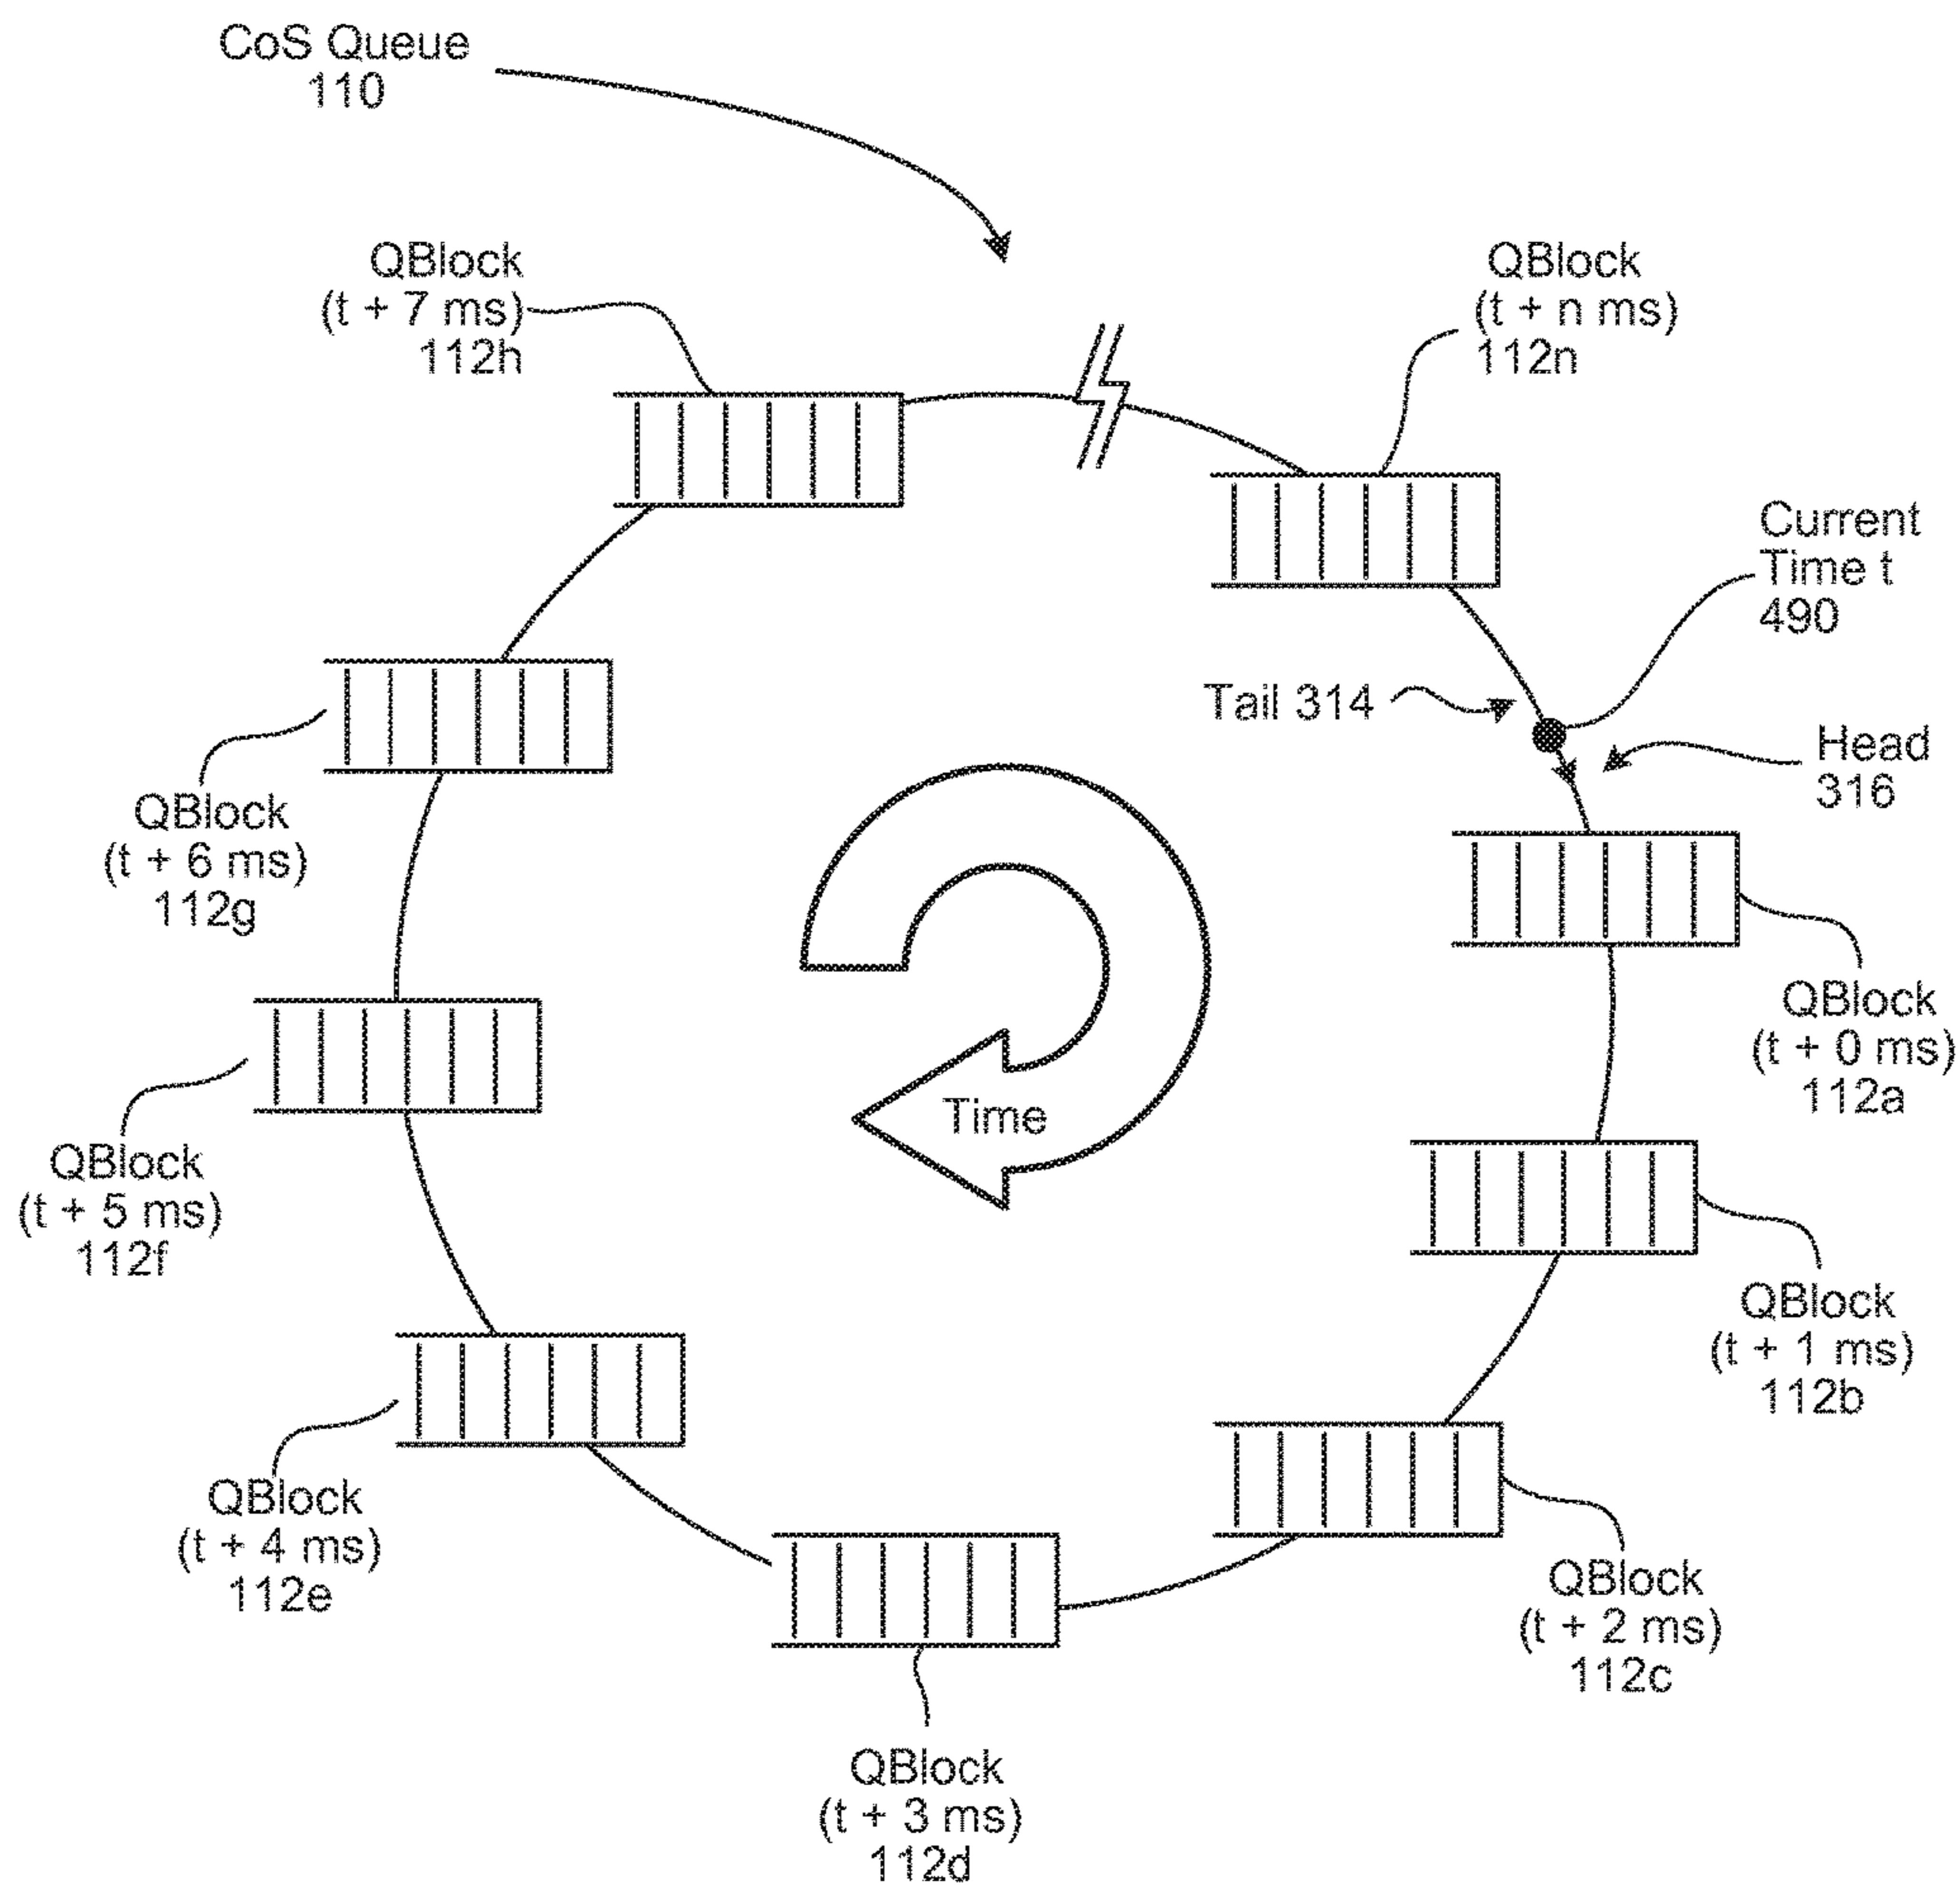 CoS Queue
110
QBlock
(t + 7 ms)
112h
QBlock
(t + n ms)
112n
Current
Time t
490
Tail 314
Head
316
QBlock
(t + 6 ms)
112g
QBlock
(t + 0 ms)
112a
Time
QBlock
(t + 5 ms)
112f
QBlock
(t + 1 ms)
112b
QBlock
(t + 4 ms)
112e
QBlock
(t + 2 ms)
112c
QBlock
(t + 3 ms)
112d